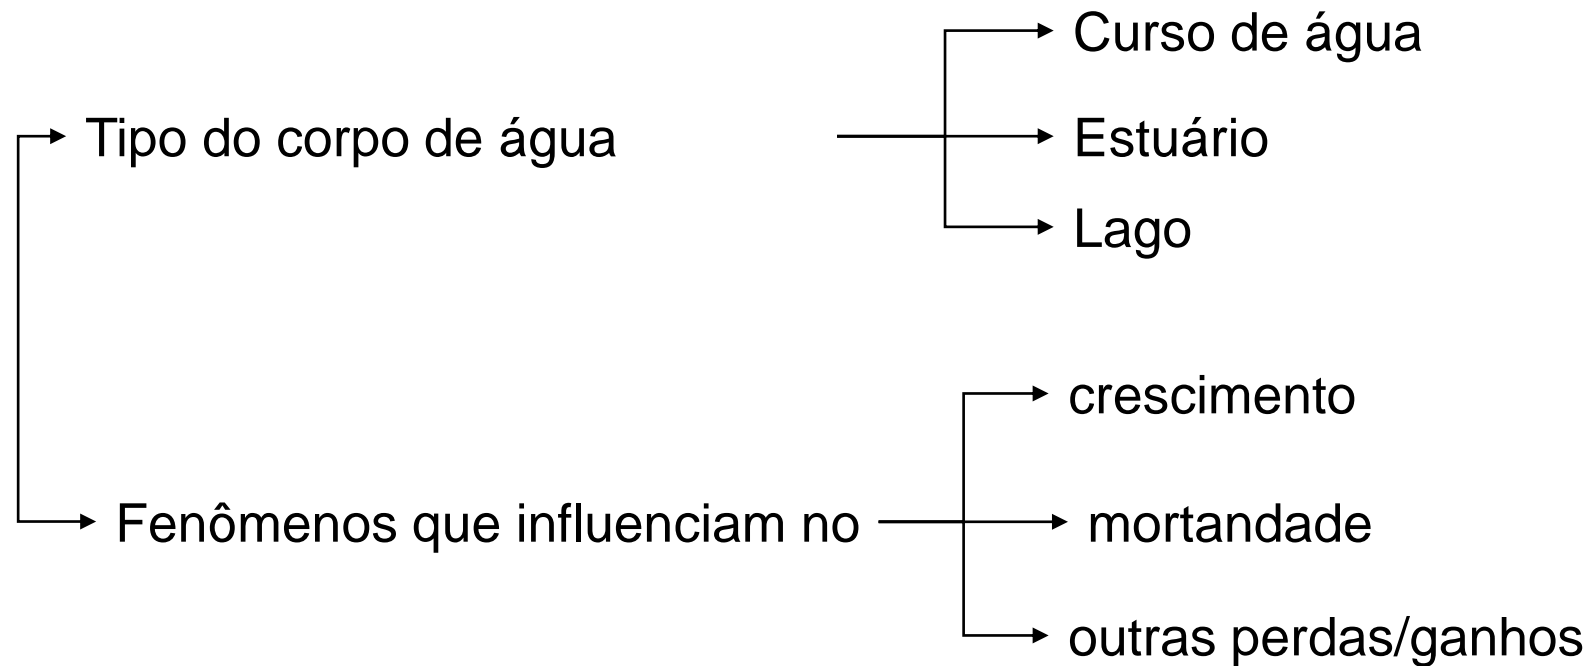 Curso de água
Tipo do corpo de água
Estuário
Lago
crescimento
Fenômenos que influenciam no
mortandade
outras perdas/ganhos